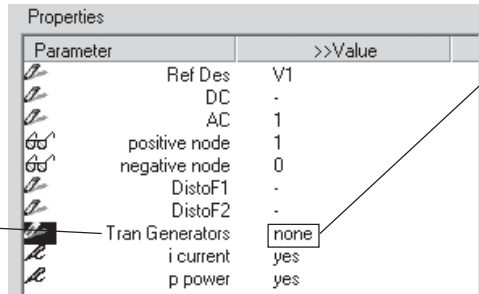 Properties
Parameter >>Value
Ref Des V1
DC -
AC 1
positive node 1
negative node 0
DistoF1 -
DistoF2 -
Tran Generators none
i current yes
p power yes